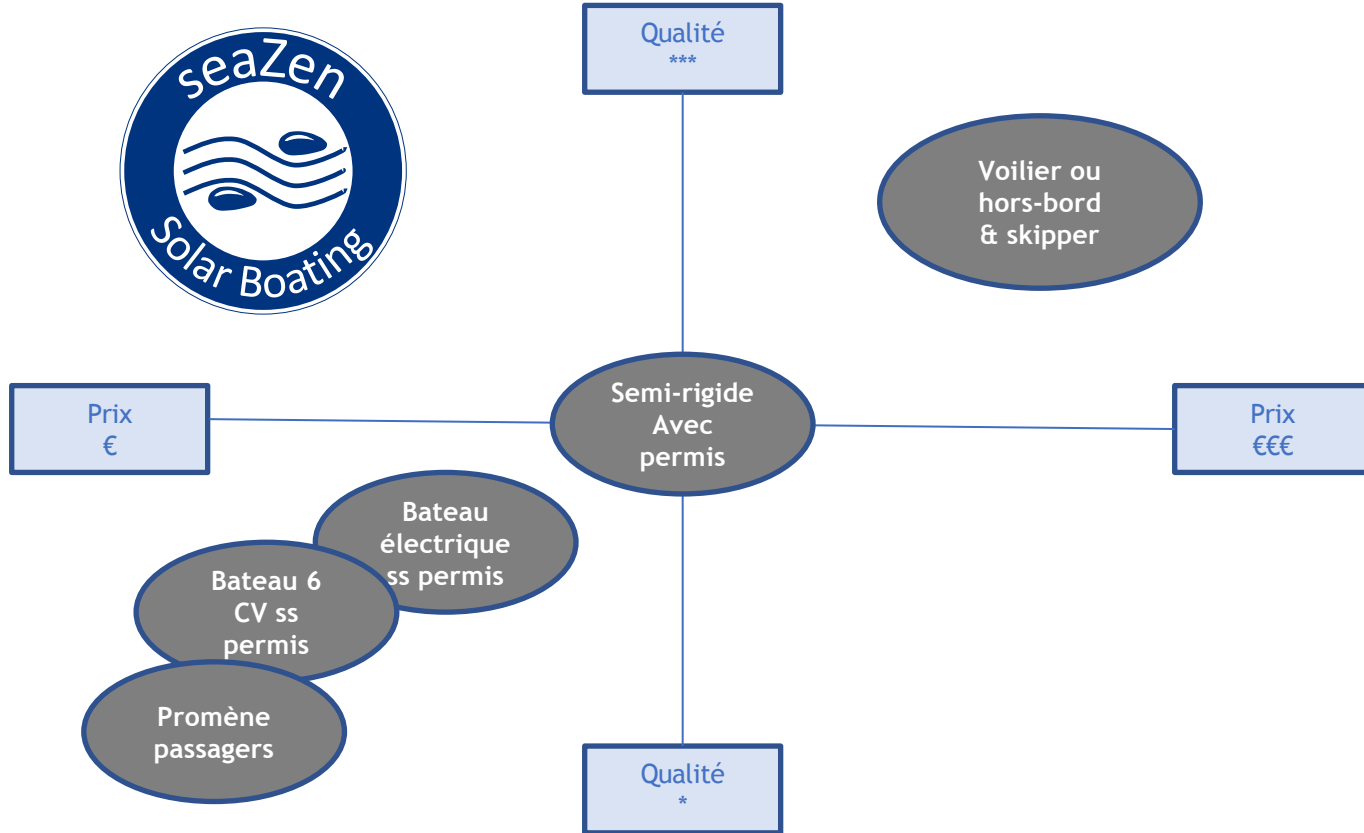 seaZen
Solar Boating
Qualité
***
Voilier ou
hors-bord
& skipper
Prix
€
Semi-rigide
Avec
permis
Prix
€€€
Bateau
électrique
ss permis
Bateau 6
CV ss
permis
Promène
passagers
Qualité
*